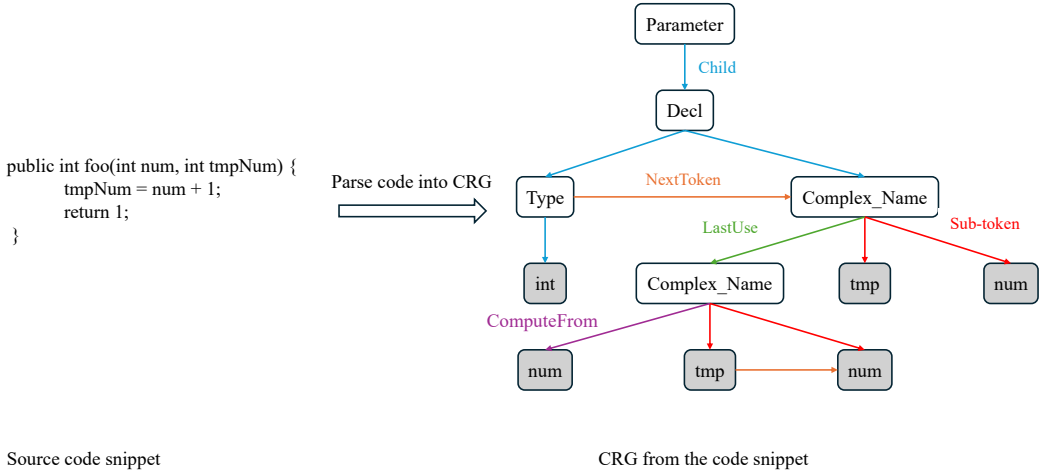 Parameter
Child
Decl
public int foo(int num, int tmpNum) {
tmpNum = num + 1;
return 1;
}
Parse code into CRG
Type
NextToken
Complex_Name
LastUse
Sub-token
int
Complex_Name
tmp
num
ComputeFrom
num
tmp
num
Source code snippet
CRG from the code snippet